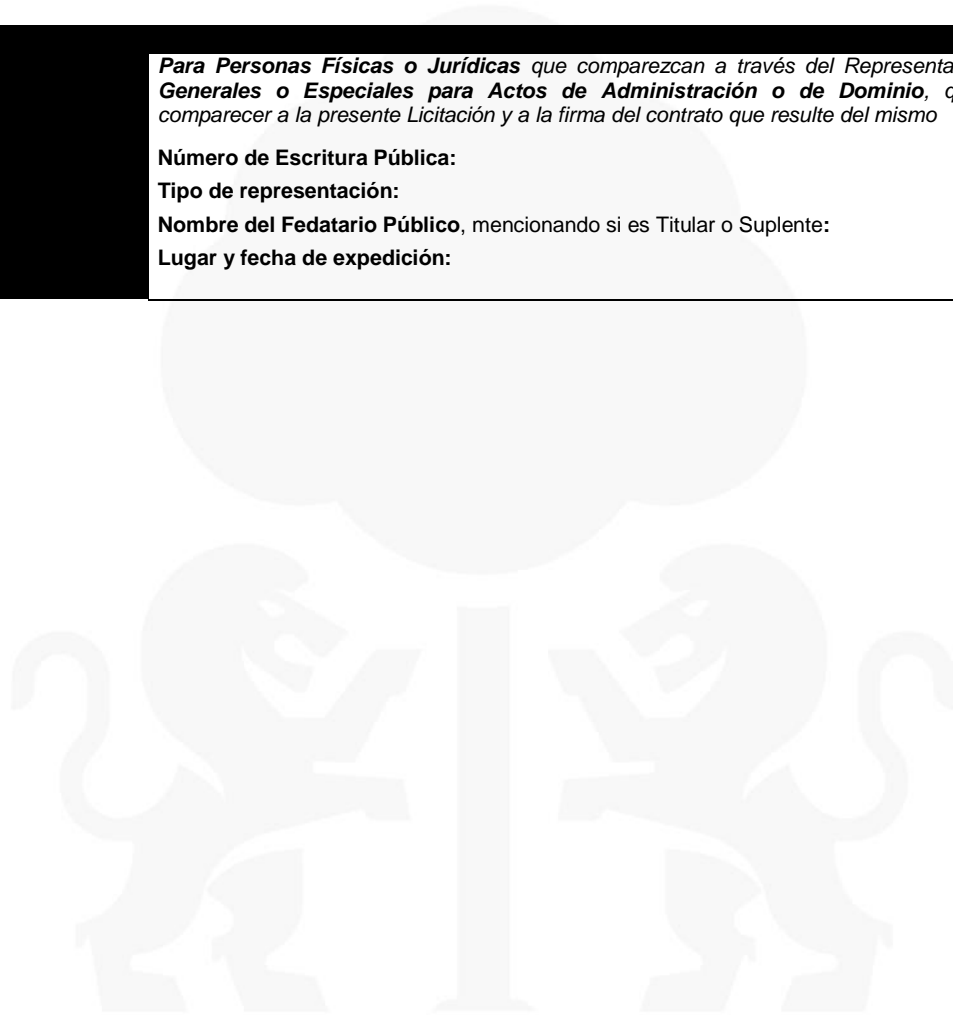 Para Personas Físicas o Jurídicas que comparezcan a través del Representa
Generales o Especiales para Actos de Administración o de Dominio, q
comparecer a la presente Licitación y a la firma del contrato que resulte del mismo
Número de Escritura Pública:
Tipo de representación:
Nombre del Fedatario Público, mencionando si es Titular o Suplente:
Lugar y fecha de expedición: